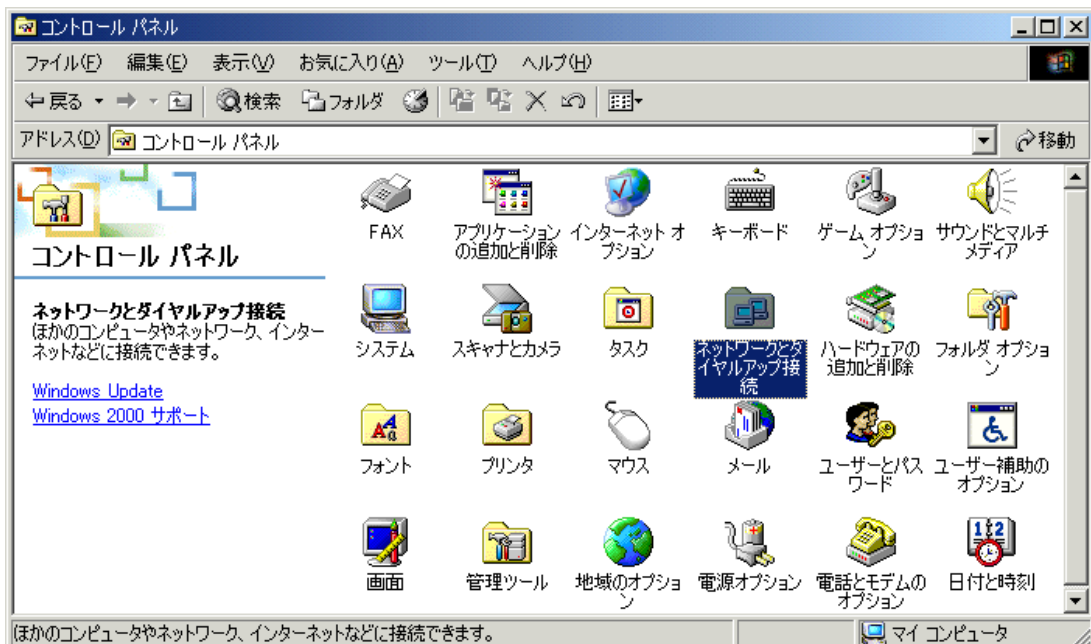 コントロール パネル
ファイル(F) 編集(E) 表示(V) お気に入り(A) ツール(T) ヘルプ(H)
戻る 検索 フォルダ
アドレス(D) コントロール パネル 移動
コントロール パネル
ネットワークとダイヤルアップ接続
ほかのコンピュータやネットワーク、インター
ネットなどに接続できます。
Windows Update
Windows 2000 サポート
FAX
アプリケーション
の追加と削除
インターネット オ
プション
キーボード
ゲーム オプショ
ン
サウンドとマルチ
メディア
システム
スキャナとカメラ
タスク
ネットワークとダ
イヤルアップ接
続
ハードウェアの
追加と削除
フォルダ オプショ
ン
フォント
プリンタ
マウス
メール
ユーザーとパス
ワード
ユーザー補助の
オプション
画面
管理ツール
地域のオプショ
ン
電源オプション
電話とモデムの
オプション
日付と時刻
ほかのコンピュータやネットワーク、インターネットなどに接続できます。
マイ コンピュータ